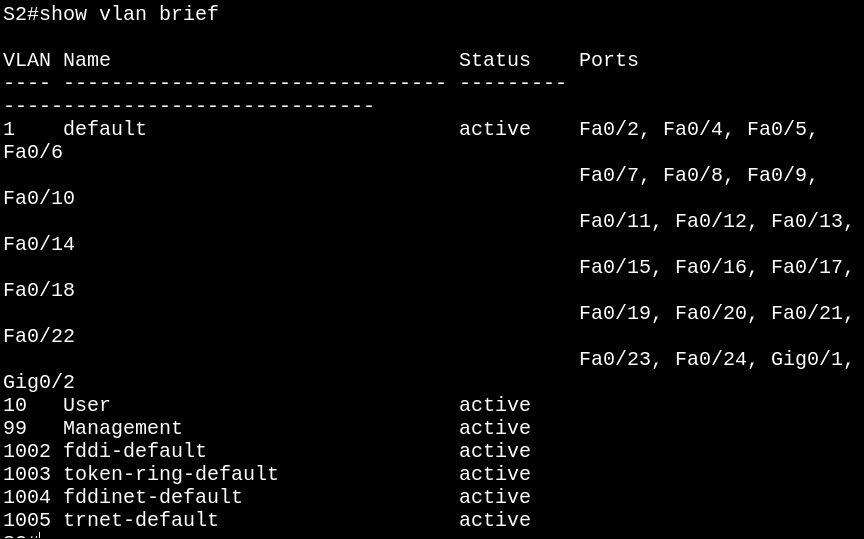 S2#show vlan brief
VLAN Name                             Status    Ports
---- -------------------------------- ---------
-------------------------------
1    default                          active    Fa0/2, Fa0/4, Fa0/5,
Fa0/6
                                                Fa0/7, Fa0/8, Fa0/9,
Fa0/10
                                                Fa0/11, Fa0/12, Fa0/13,
Fa0/14
                                                Fa0/15, Fa0/16, Fa0/17,
Fa0/18
                                                Fa0/19, Fa0/20, Fa0/21,
Fa0/22
                                                Fa0/23, Fa0/24, Gig0/1,
Gig0/2
10   User                             active
99   Management                       active
1002 fddi-default                     active
1003 token-ring-default               active
1004 fddinet-default                  active
1005 trnet-default                    active
S2#